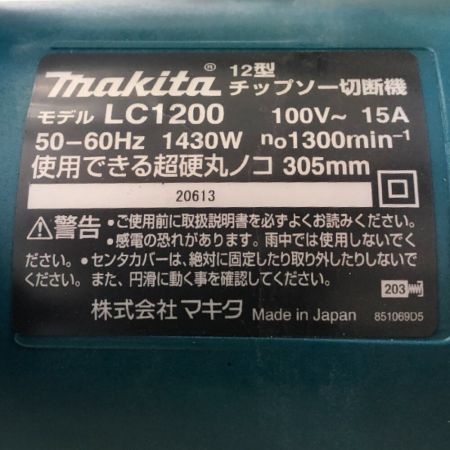 makita® 12型 チップソー切断機
モデル LC1200 100V~ 15A
50-60Hz 1430W no1300min-1
使用できる超硬丸ノコ 305mm
20613
警告 •ご使用前に取扱説明書を必ずよくお読みください。
•感電の恐れがあります。雨中では使用しないでく
ださい。•センタカバーは、絶対に固定したり取り外したりしないで
ください。また、円滑に動く事を確認してください。
203
株式会社 マキタ Made in Japan 851069D5